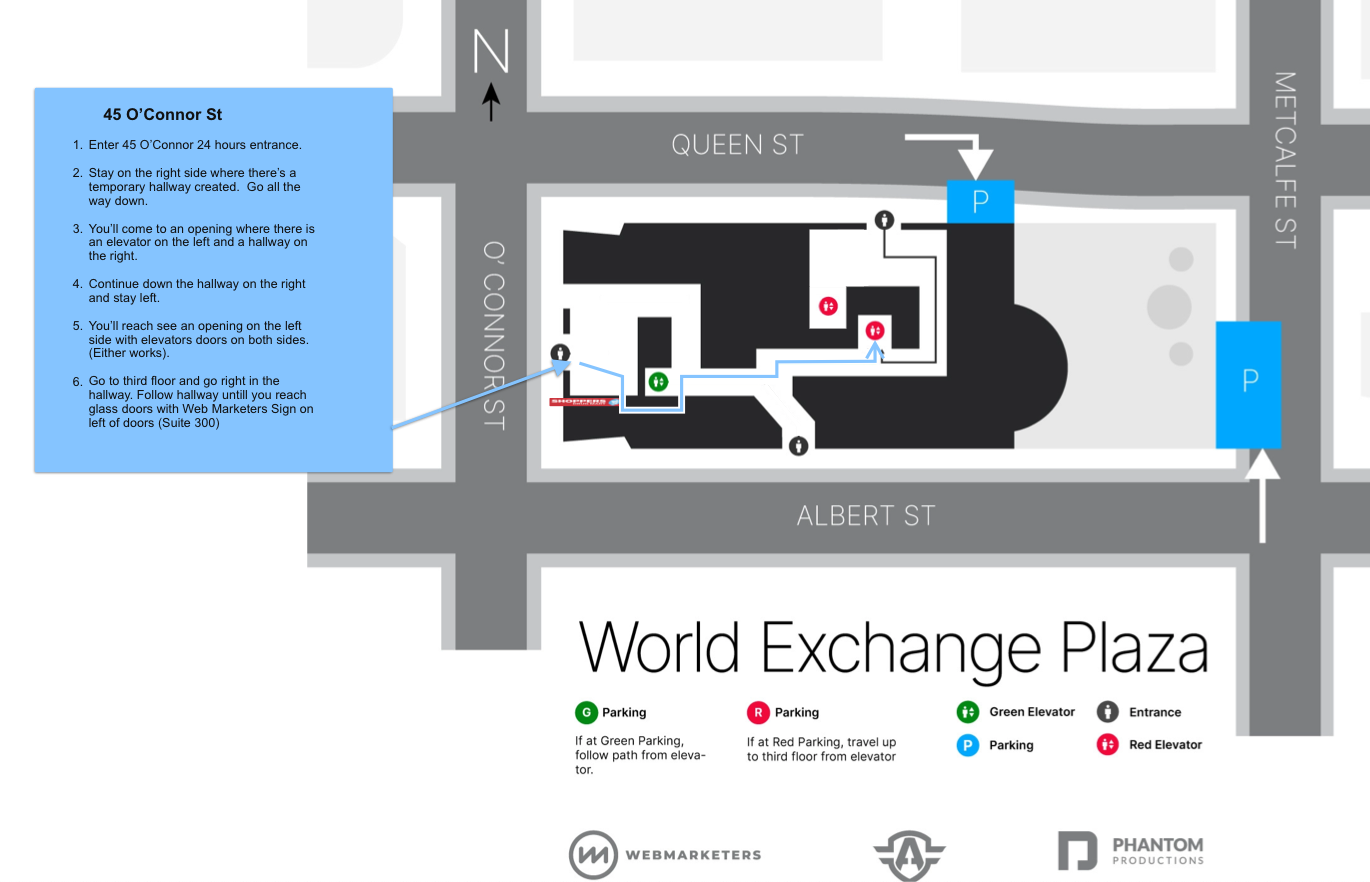 N
METCALFE ST
45 O'Connor St
QUEEN ST
1. Enter 45 O'Connor 24 hours entrance.
2. Stay on the right side where there's a
temporary hallway created.  Go all the
way down.
3. You'll come to an opening where there is
an elevator on the left and a hallway on
the right.
4. Continue down the hallway on the right
and stay left.
5. You'll reach see an opening on the left
side with elevators doors on both sides.
(Either works).
6. Go to third floor and go right in the
hallway. Follow hallway untill you reach
glass doors with Web Marketers Sign on
left of doors (Suite 300)
P
O'CONNOR ST
P
SHOPPERS
ALBERT ST
World Exchange Plaza
G Parking
If at Green Parking,
follow path from eleva-
tor.
R Parking
If at Red Parking, travel up
to third floor from elevator
Green Elevator
Entrance
P Parking
Red Elevator
WEBMARKETERS
A
PHANTOM
PRODUCTIONS